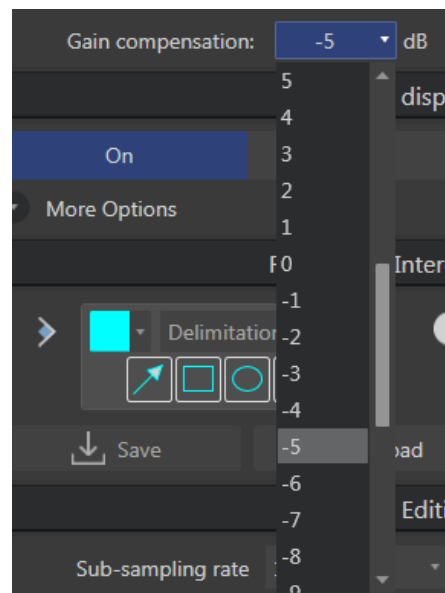 Gain compensation: -5 dB
5
disp
4
On
3
2
More Options
1
0 Inter
-1
Delimitation
-2
-3
-4
Save
-5
oad
-6
Editi
-7
-8
Sub-sampling rate
-9